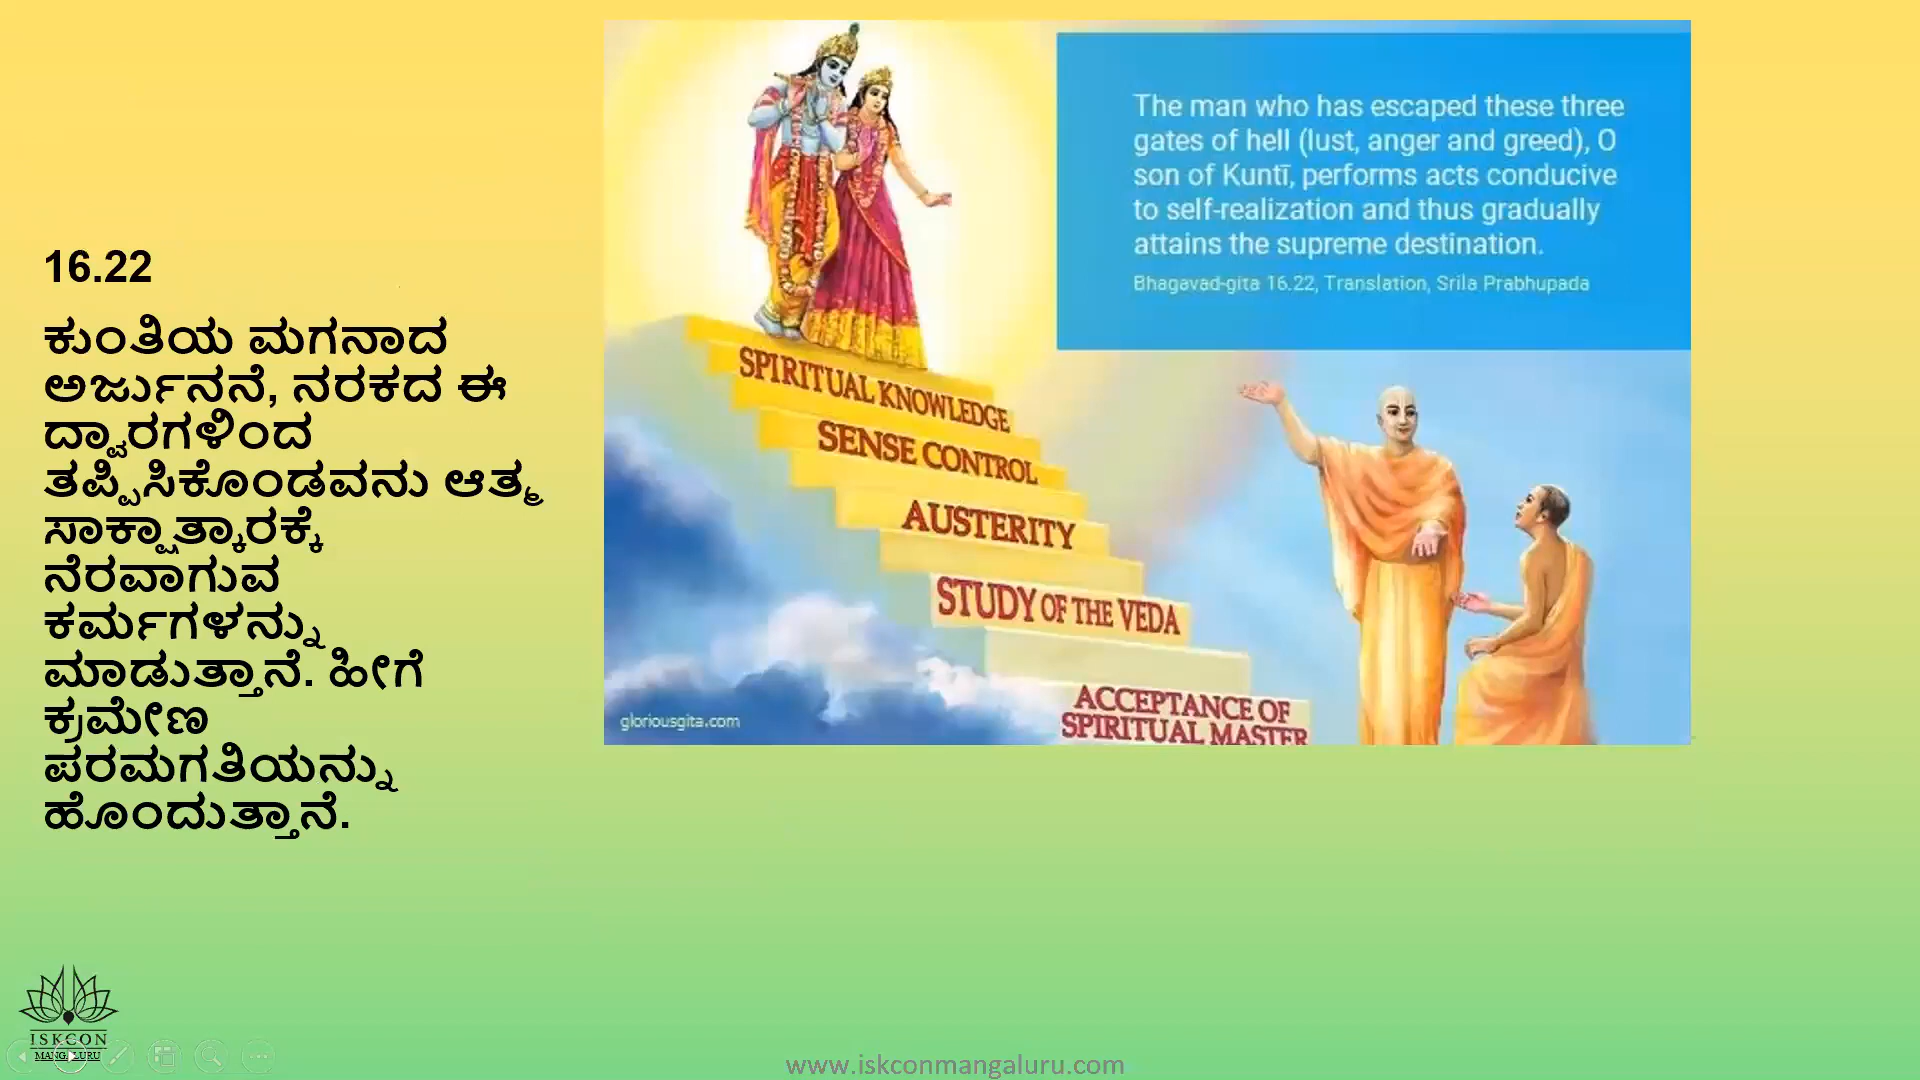 16.22
ಕುಂತಿಯ ಮಗನಾದ
ಅರ್ಜುನನೆ, ನರಕದ ಈ
ದ್ವಾರಗಳಿಂದ
ತಪ್ಪಿಸಿಕೊಂಡವನು ಆತ್ಮ
ಸಾಕ್ಷಾತ್ಕಾರಕ್ಕೆ
ನೆರವಾಗುವ
ಕರ್ಮಗಳನ್ನು
ಮಾಡುತ್ತಾನೆ. ಹೀಗೆ
ಕ್ರಮೇಣ
ಪರಮಗತಿಯನ್ನು
ಹೊಂದುತ್ತಾನೆ.
The man who has escaped these three
gates of hell (lust, anger and greed), O
son of Kuntī, performs acts conducive
to self-realization and thus gradually
attains the supreme destination.
Bhagavad-gita 16.22, Translation, Srila Prabhupada
SPIRITUAL KNOWLEDGE
SENSE CONTROL
AUSTERITY
STUDY OF THE VEDA
ACCEPTANCE OF
SPIRITUAL MASTER
gloriousgita.com
ISKCON
MANGALURU
www.iskconmangaluru.com